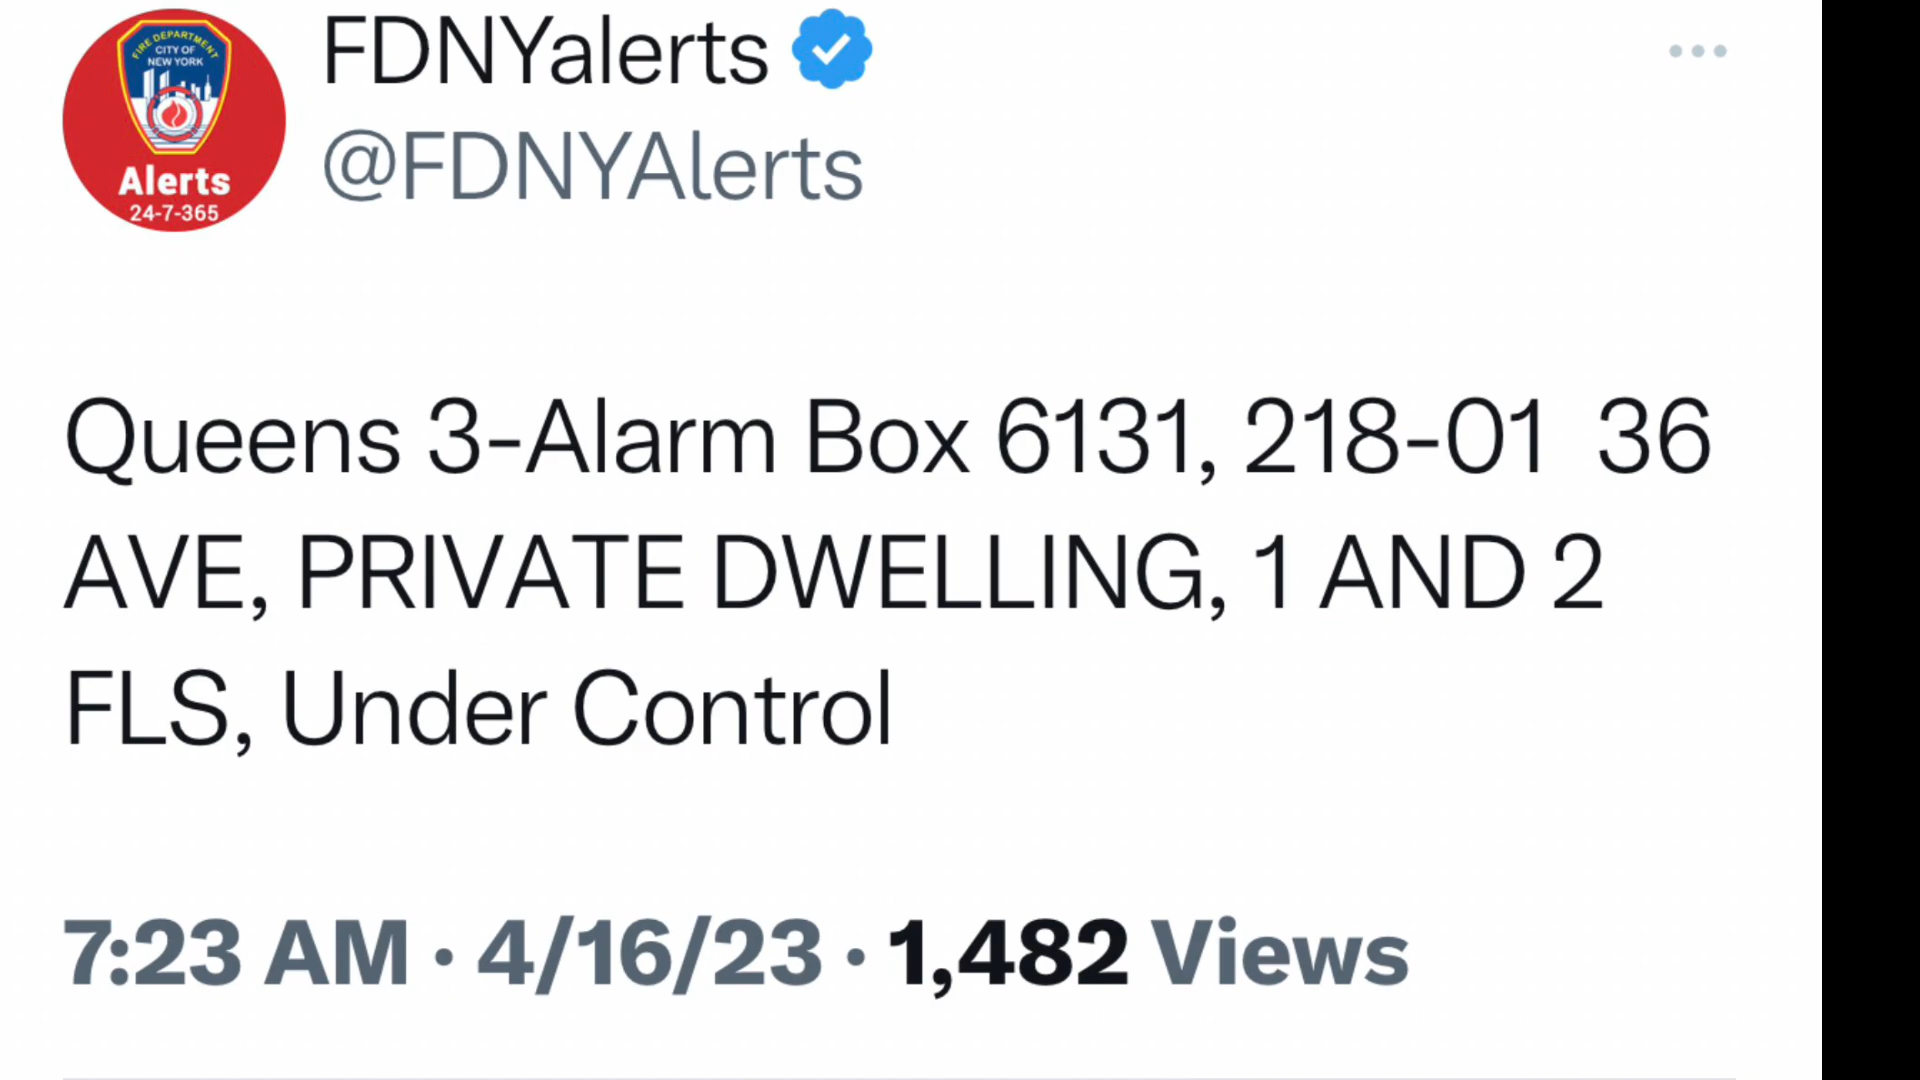 FIRE DEPARTMENT
CITY OF
NEW YORK
Alerts
24-7-365
FDNYalerts
@FDNYAlerts
Queens 3-Alarm Box 6131, 218-01  36
AVE, PRIVATE DWELLING, 1 AND 2
FLS, Under Control
7:23 AM · 4/16/23 · 1,482 Views